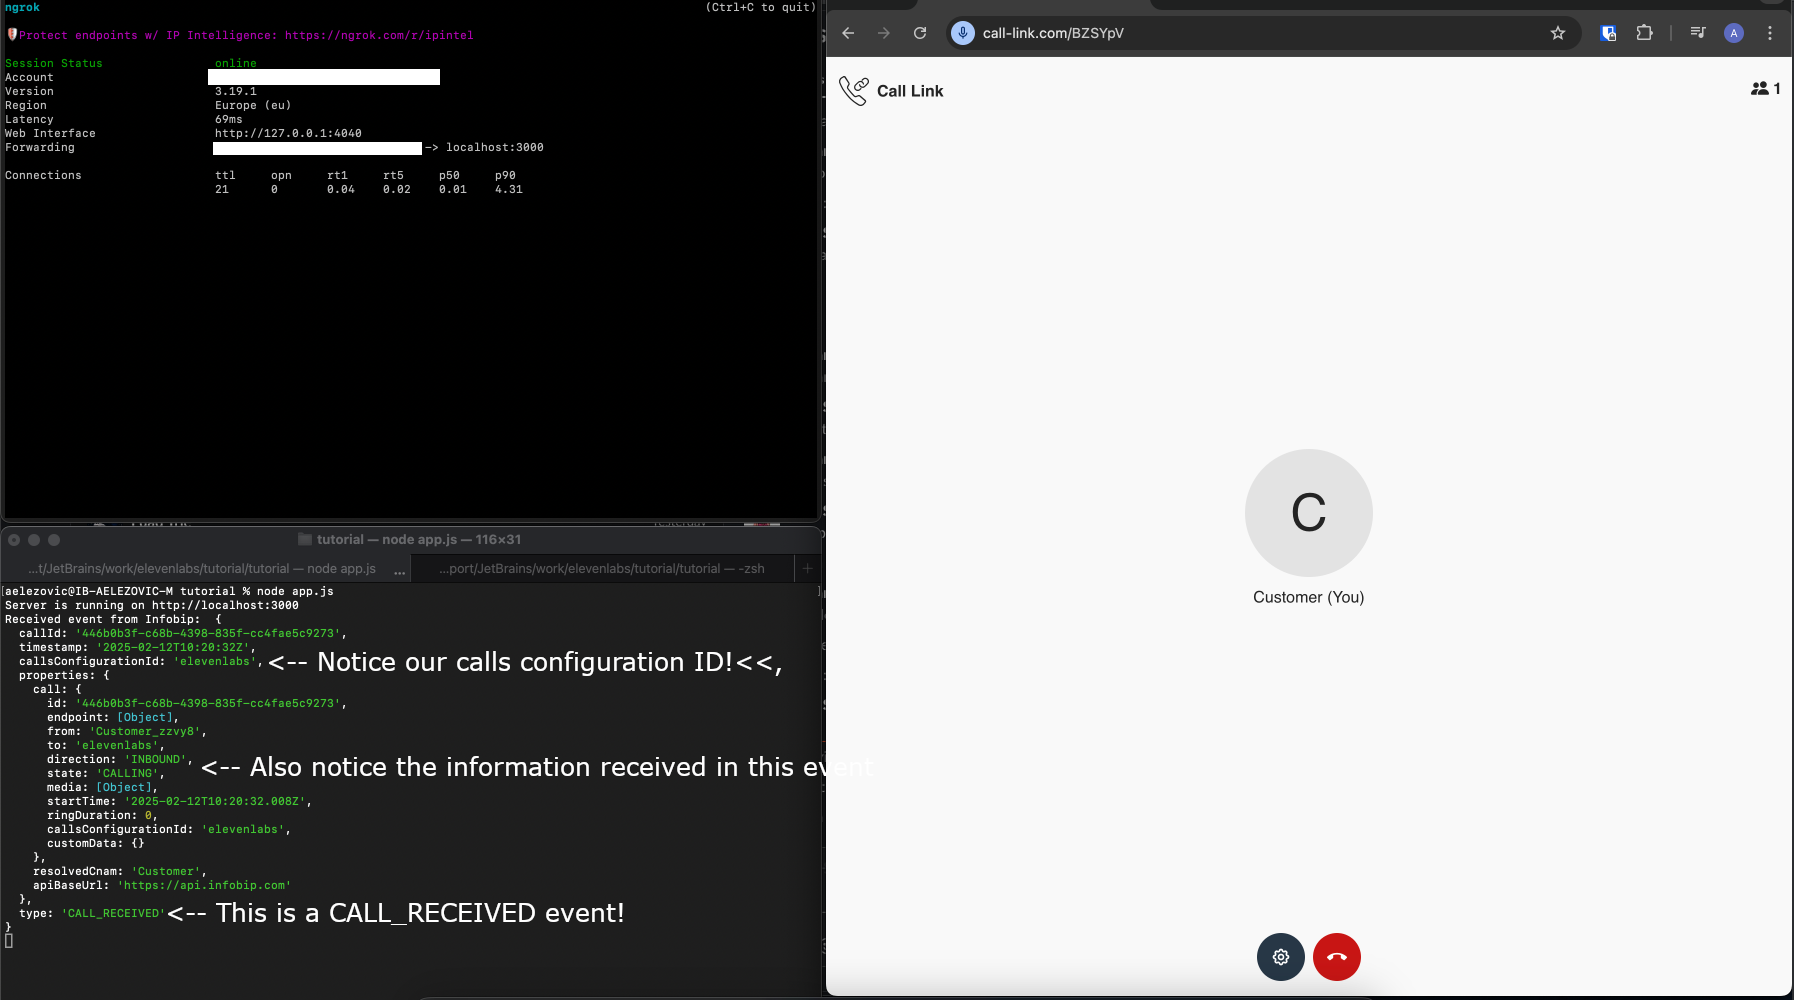 ngrok (Ctrl+C to quit)
Protect endpoints w/ IP Intelligence: https://ngrok.com/r/ipintel
Session Status online
Account
Version 3.19.1
Region Europe (eu)
Latency 69ms
Web Interface http://127.0.0.1:4040
Forwarding -> localhost:3000
Connections ttl opn rt1 rt5 p50 p90
21 0 0.04 0.02 0.01 4.31
tutorial — node app.js — 116×31
...t/JetBrains/work/elevenlabs/tutorial/tutorial — node app.js ... ...port/JetBrains/work/elevenlabs/tutorial/tutorial — -zsh +
[aelezovic@IB-AELEZOVIC-M tutorial % node app.js ]
Server is running on http://localhost:3000
Received event from Infobip: {
callId: '446b0b3f-c68b-4398-835f-cc4fae5c9273',
timestamp: '2025-02-12T10:20:32Z',
callsConfigurationId: 'elevenlabs', <-- Notice our calls configuration ID!<<,
properties: {
call: {
id: '446b0b3f-c68b-4398-835f-cc4fae5c9273',
endpoint: [Object],
from: 'Customer_zzvy8',
to: 'elevenlabs',
direction: 'INBOUND', <-- Also notice the information received in this event
state: 'CALLING',
media: [Object],
startTime: '2025-02-12T10:20:32.008Z',
ringDuration: 0,
callsConfigurationId: 'elevenlabs',
customData: {}
},
resolvedCnam: 'Customer',
apiBaseUrl: 'https://api.infobip.com'
},
type: 'CALL_RECEIVED' <-- This is a CALL_RECEIVED event!
}
call-link.com/BZSYpV
A
Call Link
1
C
Customer (You)